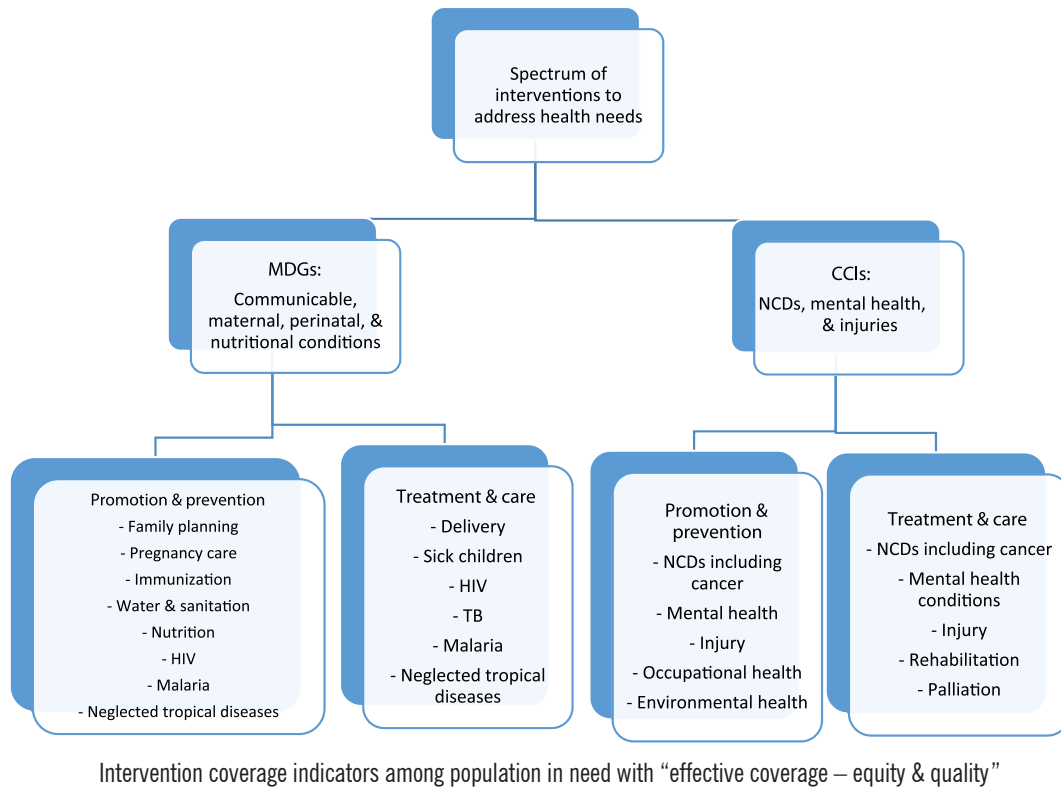 Spectrum of
interventions to
address health needs
MDGs:
Communicable,
maternal, perinatal, &
nutritional conditions
CCIs:
NCDs, mental health,
& injuries
Promotion & prevention
- Family planning
- Pregnancy care
- Immunization
- Water & sanitation
- Nutrition
- HIV
- Malaria
- Neglected tropical diseases
Treatment & care
- Delivery
- Sick children
- HIV
- TB
- Malaria
- Neglected tropical
diseases
Promotion &
prevention
- NCDs including
cancer
- Mental health
- Injury
- Occupational health
- Environmental health
Treatment & care
- NCDs including cancer
- Mental health
conditions
- Injury
- Rehabilitation
- Palliation
Intervention coverage indicators among population in need with “effective coverage – equity & quality”